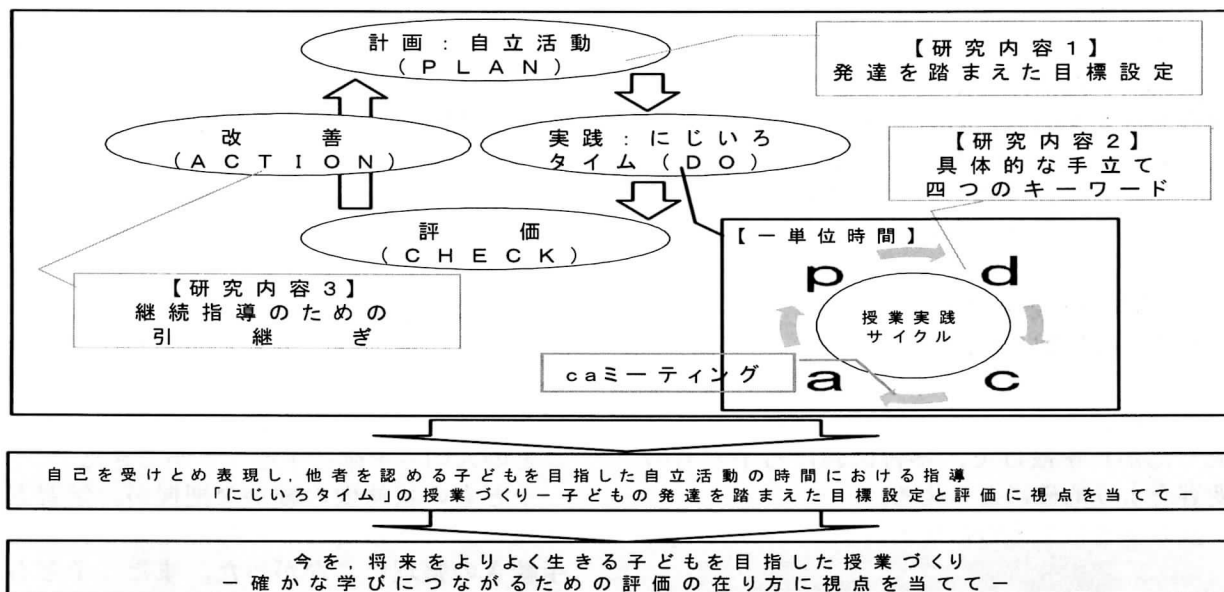 計画：自立活動
（ＰＬＡＮ）
【研究内容１】
発達を踏まえた目標設定
改善
（ＡＣＴＩＯＮ）
実践：にじいろ
タイム（ＤＯ）
【研究内容２】
具体的な手立て
四つのキーワード
評価
（ＣＨＥＣＫ）
【一単位時間】
p
d
【研究内容３】
継続指導のための
引継ぎ
授業実践
サイクル
caミーティング
a
c
自己を受けとめ表現し，他者を認める子どもを目指した自立活動の時間における指導
「にじいろタイム」の授業づくり－子どもの発達を踏まえた目標設定と評価に視点を当てて－
今を，将来をよりよく生きる子どもを目指した授業づくり
－確かな学びにつながるための評価の在り方に視点を当てて－